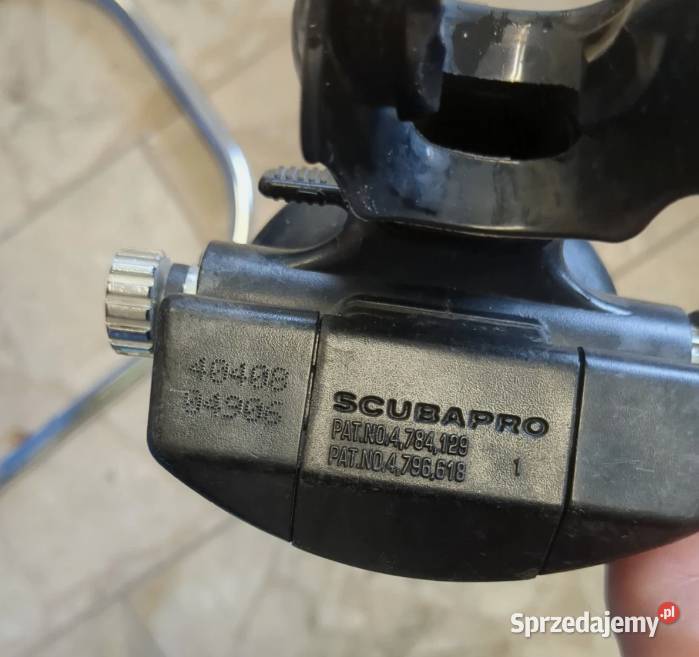 40408
04906
SCUBAPRO
PAT.NO.4,784,129
PAT.NO.4,796,618 1
Sprzedajemy.pl